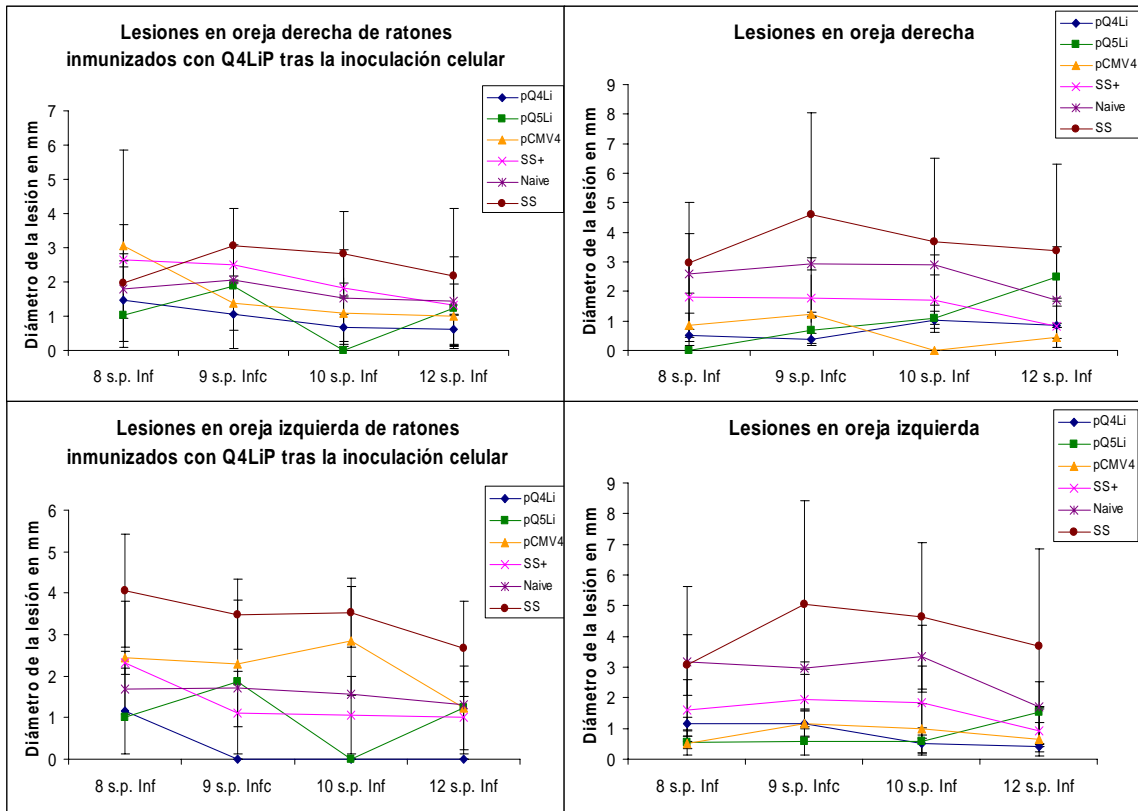 Lesiones en oreja derecha de ratones
inmunizados con Q4LiP tras la inoculación celular
Diámetro de la lesión en mm
7
6
5
4
3
2
1
0
8 s.p. Inf
9 s.p. Infc
10 s.p. Inf
12 s.p. Inf
pQ4Li
pQ5Li
pCMV4
SS+
Naive
SS
Lesiones en oreja derecha
Diámetro de la lesión en mm
9
8
7
6
5
4
3
2
1
0
8 s.p. Inf
9 s.p. Infc
10 s.p. Inf
12 s.p. Inf
pQ4Li
pQ5Li
pCMV4
SS+
Naive
SS
Lesiones en oreja izquierda de ratones
inmunizados con Q4LiP tras la inoculación celular
Diámetro de la lesión en mm
6
5
4
3
2
1
0
8 s.p. Inf
9 s.p. Infc
10 s.p. Inf
12 s.p. Inf
pQ4Li
pQ5Li
pCMV4
SS+
Naive
SS
Lesiones en oreja izquierda
Diámetro de la lesión en mm
9
8
7
6
5
4
3
2
1
0
8 s.p. Inf
9 s.p. Infc
10 s.p. Inf
12 s.p. Inf
pQ4Li
pQ5Li
pCMV4
SS+
Naive
SS